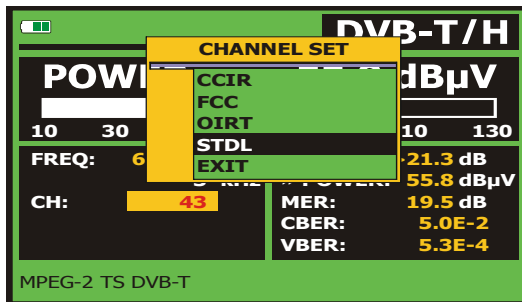 DVB-T/H
CHANNEL SET
CCIR
FCC
OIRT
STDL
EXIT
dBµV
10 30 10 130
FREQ: 6
21.3 dB
POWER: 55.8 dBµV
CH: 43
MER: 19.5 dB
CBER: 5.0E-2
VBER: 5.3E-4
MPEG-2 TS DVB-T